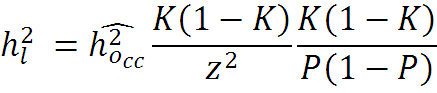 $h_l^2 = \widehat{h_{o_{cc}}^2} \frac{K(1-K)}{z^2} \frac{K(1-K)}{P(1-P)}$